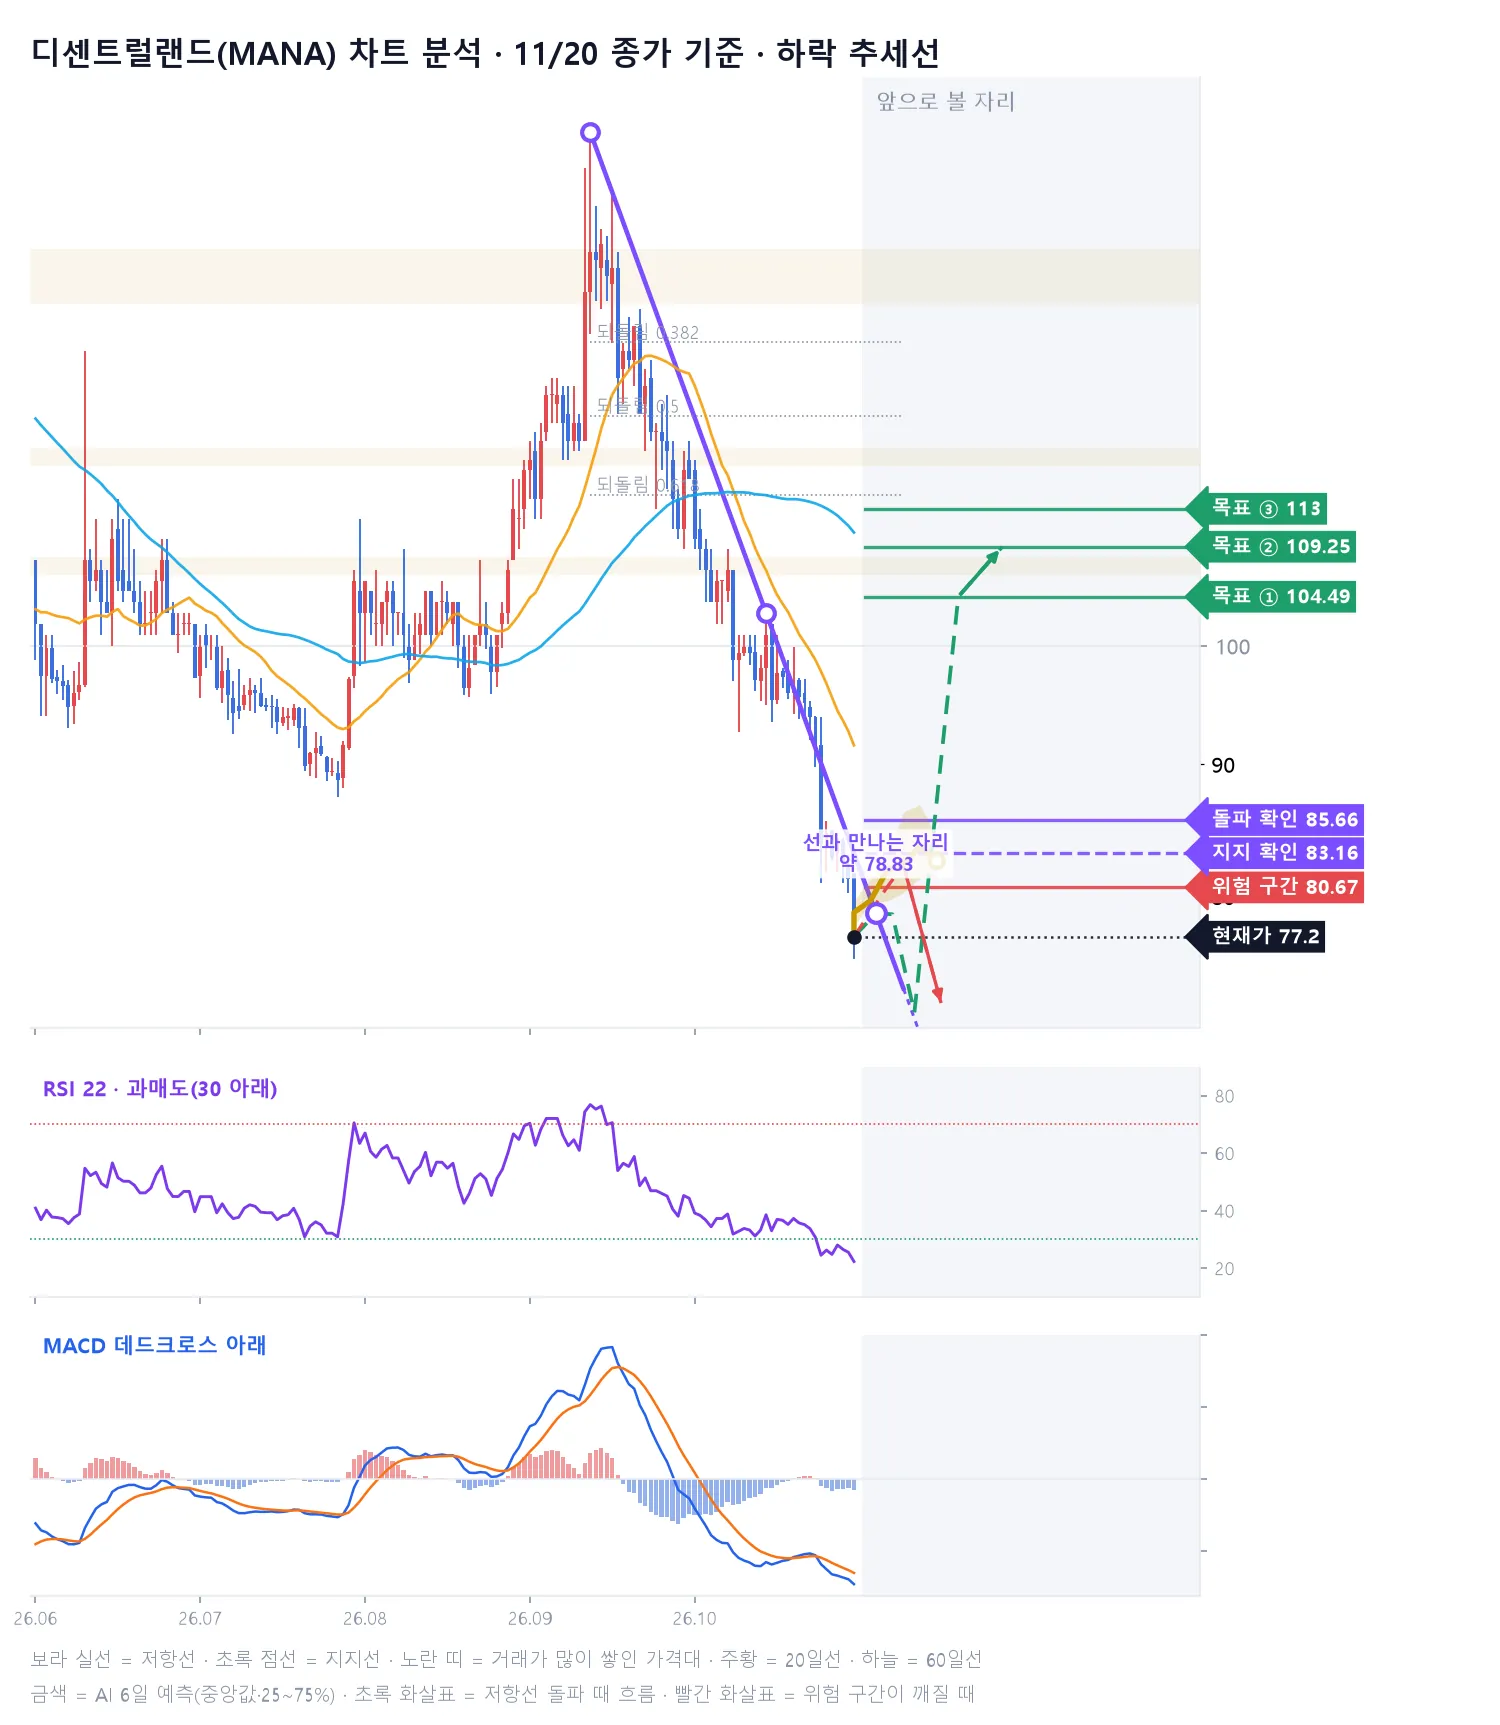 디센트럴랜드(MANA) 차트 분석 · 11/20 종가 기준 · 하락 추세선
앞으로 볼 자리
되돌림 0.382
되돌림 0.5
되돌림 0.618
목표 ③ 113
목표 ② 109.25
목표 ① 104.49
100
90
돌파 확인 85.66
선과 만나는 자리
약 78.83
지지 확인 83.16
위험 구간 80.67
현재가 77.2
RSI 22 · 과매도(30 아래)
80
60
40
20
MACD 데드크로스 아래
26.06 26.07 26.08 26.09 26.10
보라 실선 = 저항선 · 초록 점선 = 지지선 · 노란 띠 = 거래가 많이 쌓인 가격대 · 주황 = 20일선 · 하늘 = 60일선
금색 = AI 6일 예측(중앙값·25~75%) · 초록 화살표 = 저항선 돌파 때 흐름 · 빨간 화살표 = 위험 구간이 깨질 때